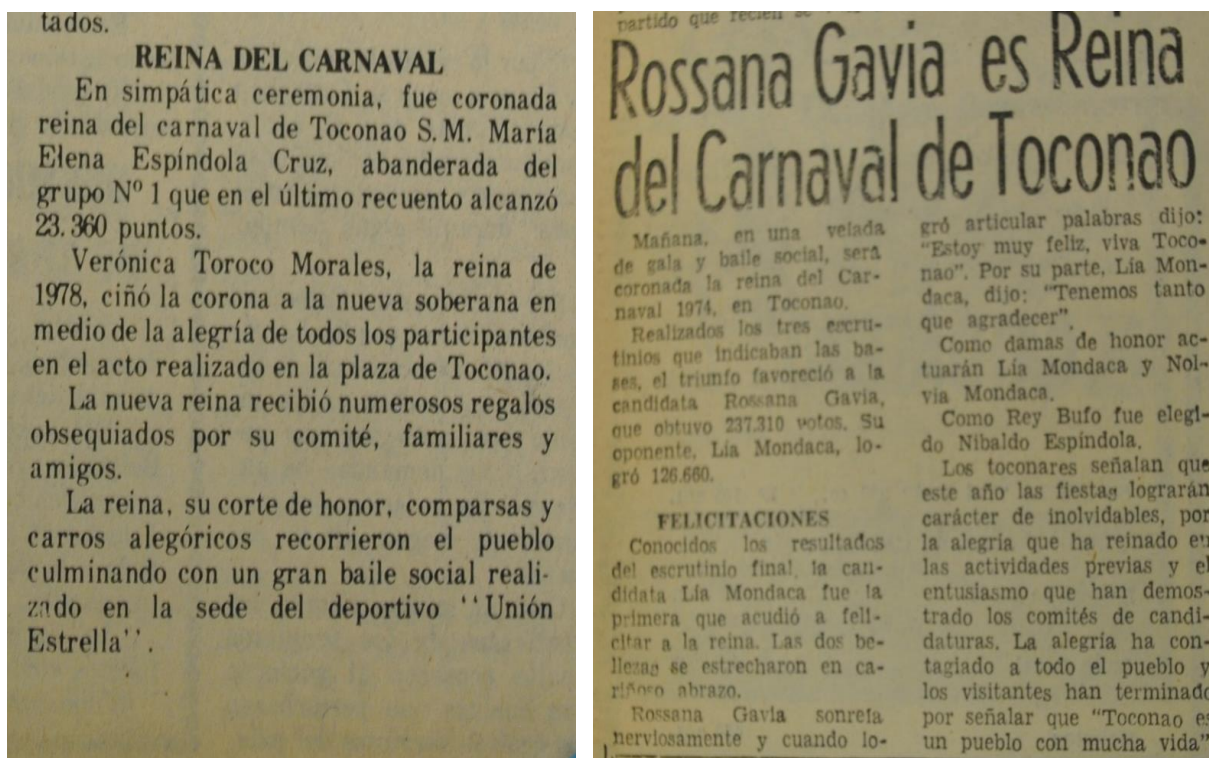 tados.
REINA DEL CARNAVAL
En simpática ceremonia, fue coronada
reina del carnaval de Toconao S.M. María
Elena Espíndola Cruz, abanderada del
grupo Nº 1 que en el último recuento alcanzó
23.360 puntos.
Verónica Toroco Morales, la reina de
1978, ciñó la corona a la nueva soberana en
medio de la alegría de todos los participantes
en el acto realizado en la plaza de Toconao.
La nueva reina recibió numerosos regalos
obsequiados por su comité, familiares y
amigos.
La reina, su corte de honor, comparsas y
carros alegóricos recorrieron el pueblo
culminando con un gran baile social reali-
zado en la sede del deportivo ''Unión
Estrella''.
partido que recién
Rossana Gavia es Reina
del Carnaval de Toconao
Mañana, en una velada
de gala y baile social, será
coronada la reina del Car-
naval 1974, en Toconao.
Realizados los tres escru-
tinios que indicaban las ba-
ses, el triunfo favoreció a la
candidata Rossana Gavia,
que obtuvo 237.310 votos. Su
oponente, Lía Mondaca, lo-
gró 126.660.
FELICITACIONES
Conocidos los resultados
del escrutinio final, la can-
didata Lía Mondaca fue la
primera que acudió a feli-
citar a la reina. Las dos be-
llezas se estrecharon en ca-
riñoso abrazo.
Rossana Gavia sonreía
nerviosamente y cuando lo-
gró articular palabras dijo:
"Estoy muy feliz, viva Toco-
nao". Por su parte, Lía Mon-
daca, dijo: "Tenemos tanto
que agradecer".
Como damas de honor ac-
tuarán Lía Mondaca y Nol-
via Mondaca.
Como Rey Bufo fue elegi-
do Nibaldo Espíndola.
Los toconares señalan que
este año las fiestas lograrán
carácter de inolvidables, por
la alegría que ha reinado en
las actividades previas y el
entusiasmo que han demos-
trado los comités de candi-
daturas. La alegría ha con-
tagiado a todo el pueblo y
los visitantes han terminado
por señalar que "Toconao es
un pueblo con mucha vida"